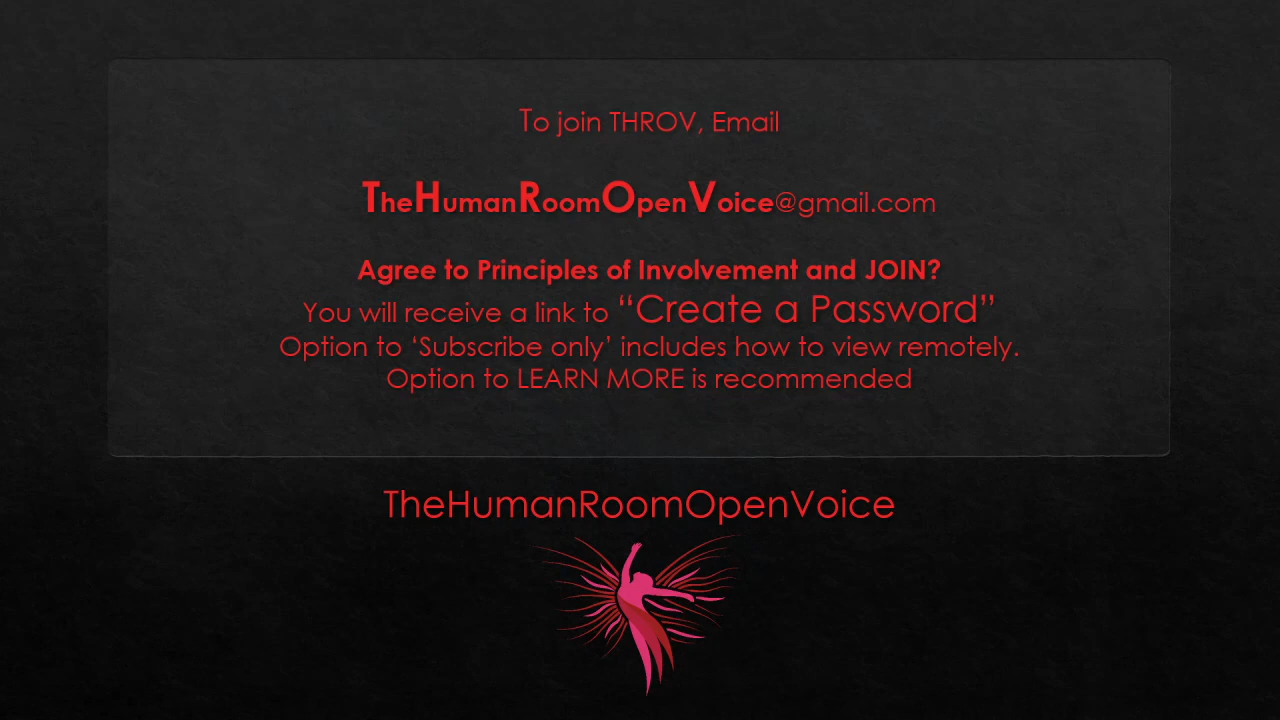 To join THROV, Email
TheHumanRoomOpenVoice@gmail.com
Agree to Principles of Involvement and JOIN?
You will receive a link to “Create a Password”
Option to ‘Subscribe only’ includes how to view remotely.
Option to LEARN MORE is recommended
TheHumanRoomOpenVoice